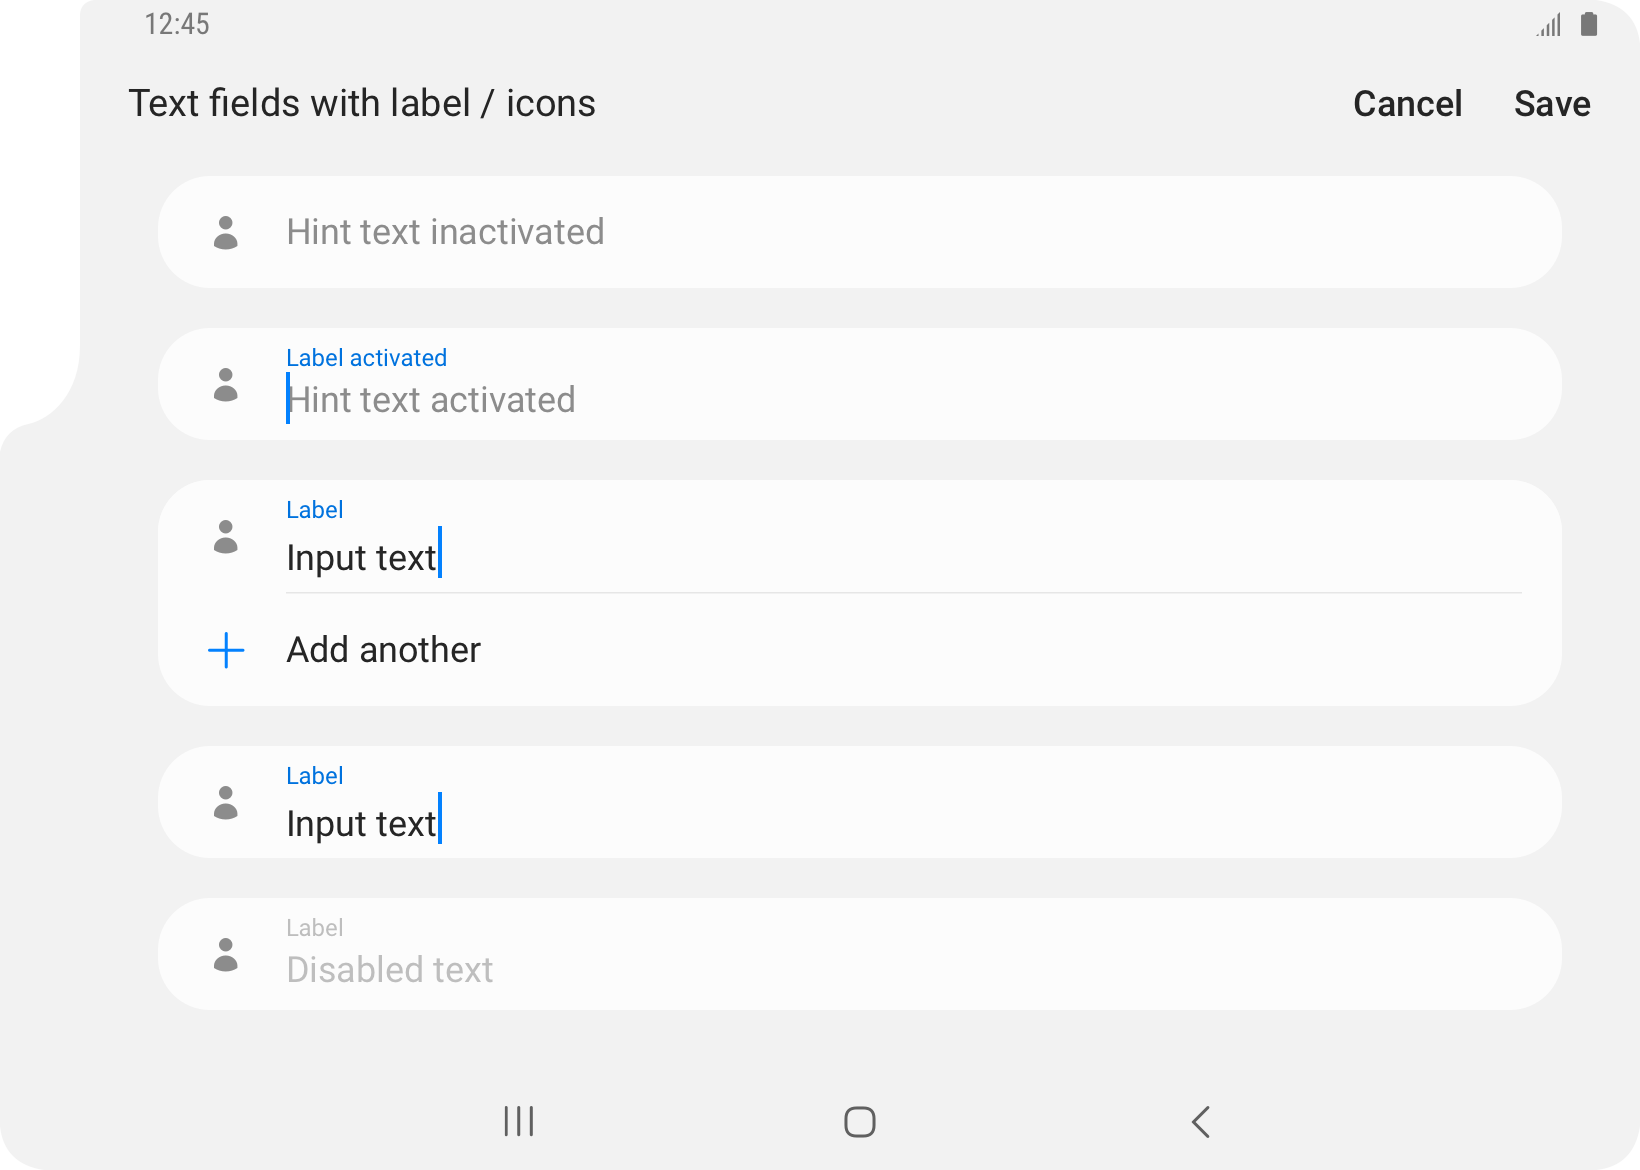 12:45
Text fields with label / icons
Cancel
Save
Hint text inactivated
Label activated
Hint text activated
Label
Input text
Add another
Label
Input text
Label
Disabled text